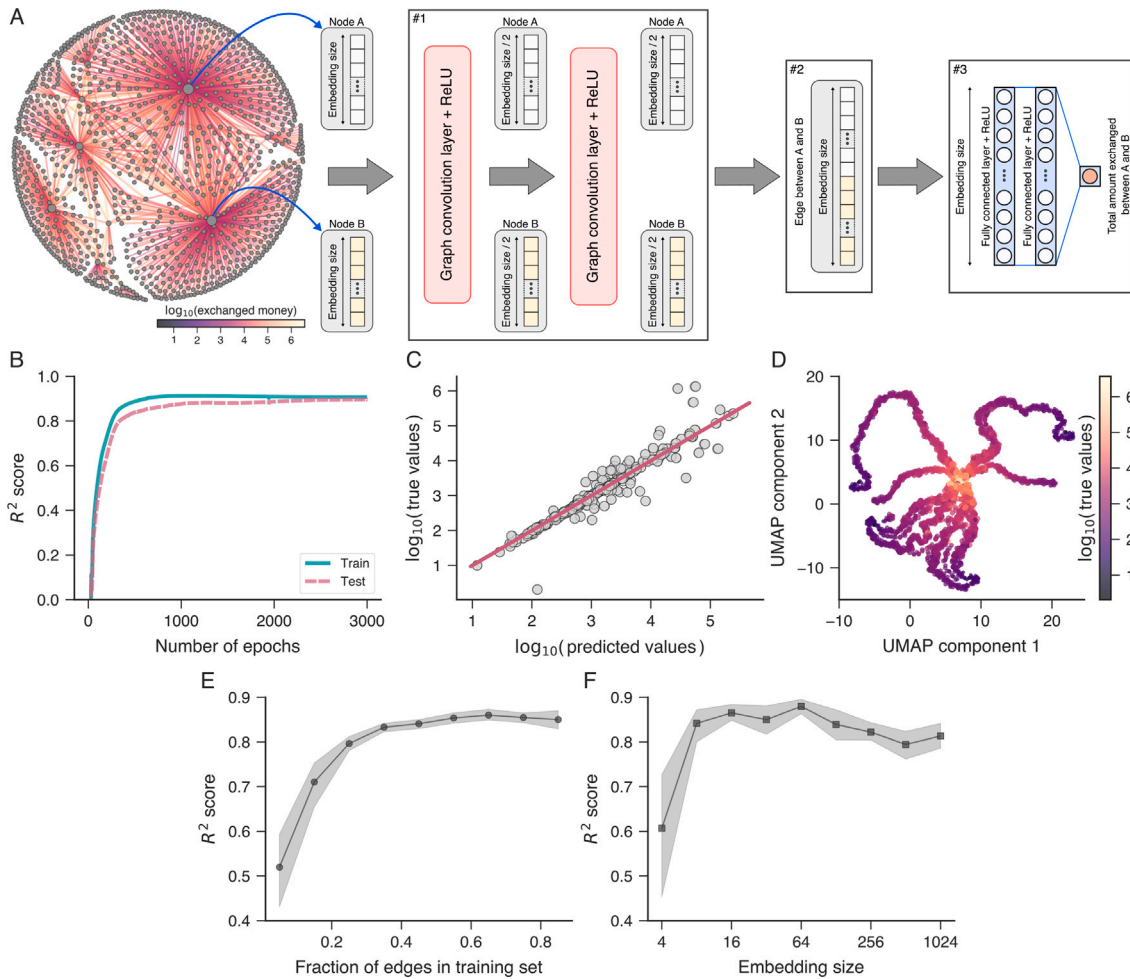 A
Node A
Embedding size
Node B
Embedding size
log10(exchanged money)
1 2 3 4 5 6
#1
Graph convolution layer + ReLU
Embedding size / 2
Embedding size / 2
Graph convolution layer + ReLU
Node A
Embedding size / 2
Node B
Embedding size / 2
Node A
Node B
#2
Edge between A and B
Embedding size
#3
Embedding size
Fully connected layer + ReLU
Fully connected layer + ReLU
Total amount exchanged
between A and B
B
R² score
1.0
0.8
0.6
0.4
0.2
0.0
Train
Test
0 1000 2000 3000
Number of epochs
C
log₁₀(true values)
6
5
4
3
2
1
1 2 3 4 5
log₁₀(predicted values)
D
UMAP component 2
20
10
0
−10
−10 0 10 20
UMAP component 1
log₁₀(true values)
6
5
4
3
2
1
E
R² score
0.9
0.8
0.7
0.6
0.5
0.4
0.2 0.4 0.6 0.8
Fraction of edges in training set
F
R² score
0.9
0.8
0.7
0.6
0.5
0.4
4 16 64 256 1024
Embedding size